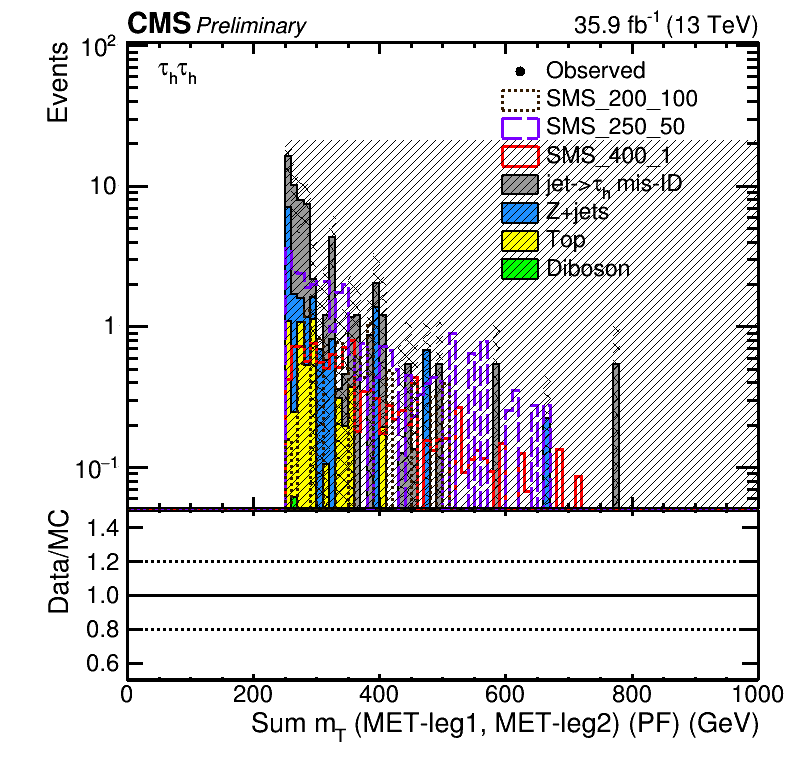 CMS Preliminary 35.9 fb⁻¹ (13 TeV)
10²
Events
τhτh
Observed
SMS_200_100
SMS_250_50
SMS_400_1
jet->τh mis-ID
Z+jets
Top
Diboson
10
1
10⁻¹
Data/MC
1.4
1.2
1.0
0.8
0.6
0 200 400 600 800 1000
Sum mT (MET-leg1, MET-leg2) (PF) (GeV)